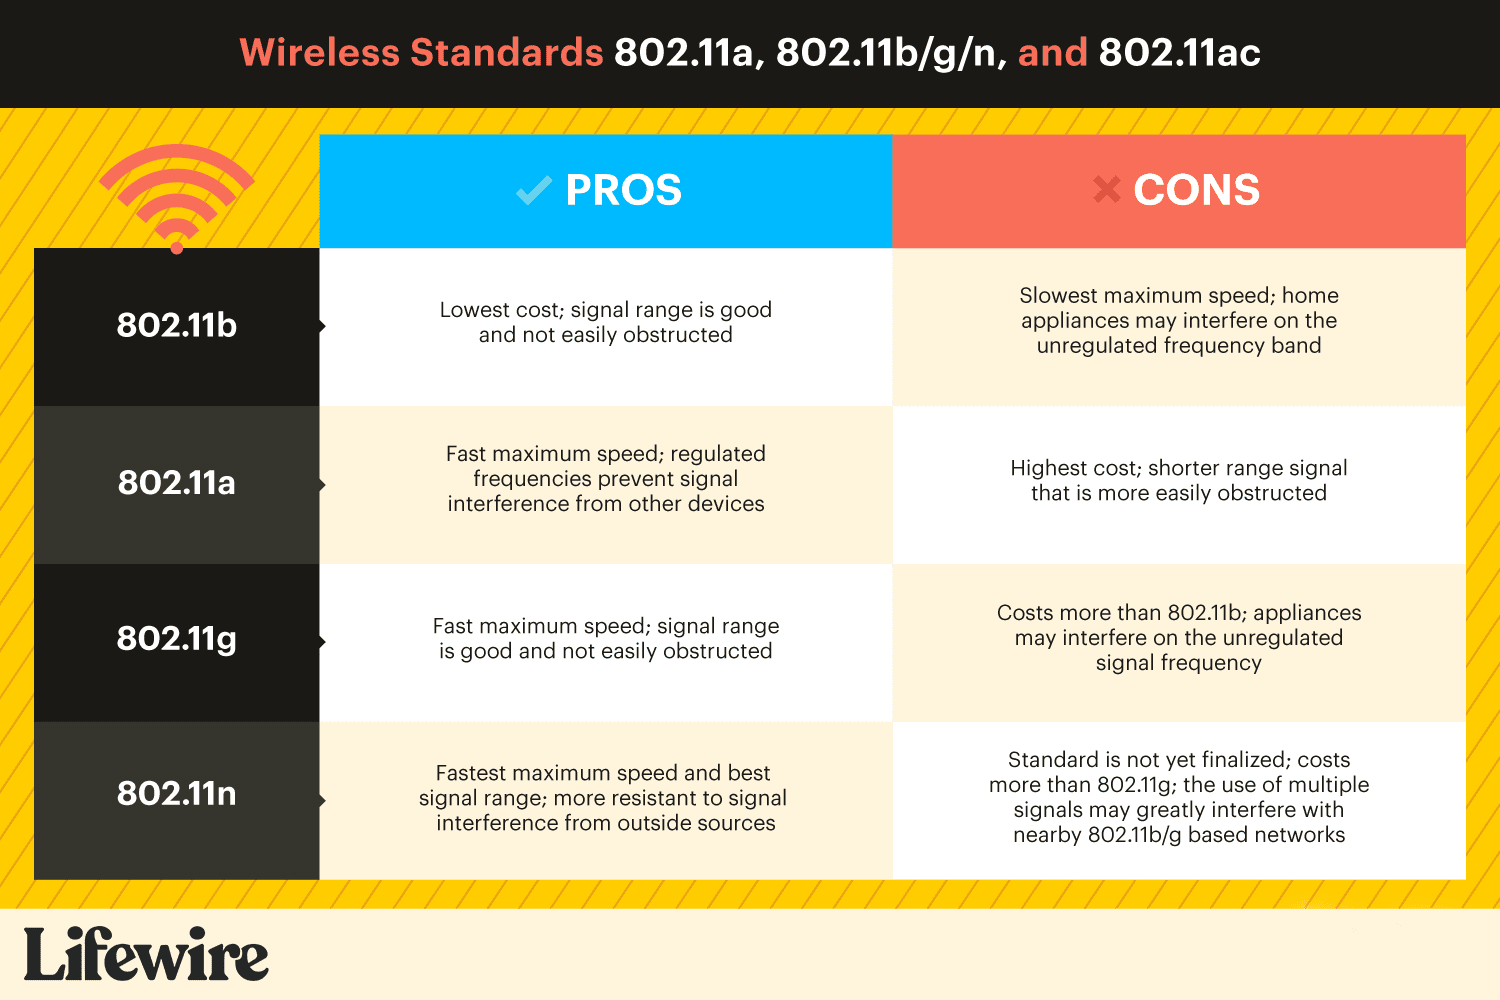 Wireless Standards 802.11a, 802.11b/g/n, and 802.11ac
PROS
CONS
802.11b
Lowest cost; signal range is good
and not easily obstructed
Slowest maximum speed; home
appliances may interfere on the
unregulated frequency band
802.11a
Fast maximum speed; regulated
frequencies prevent signal
interference from other devices
Highest cost; shorter range signal
that is more easily obstructed
802.11g
Fast maximum speed; signal range
is good and not easily obstructed
Costs more than 802.11b; appliances
may interfere on the unregulated
signal frequency
802.11n
Fastest maximum speed and best
signal range; more resistant to signal
interference from outside sources
Standard is not yet finalized; costs
more than 802.11g; the use of multiple
signals may greatly interfere with
nearby 802.11b/g based networks
Lifewire